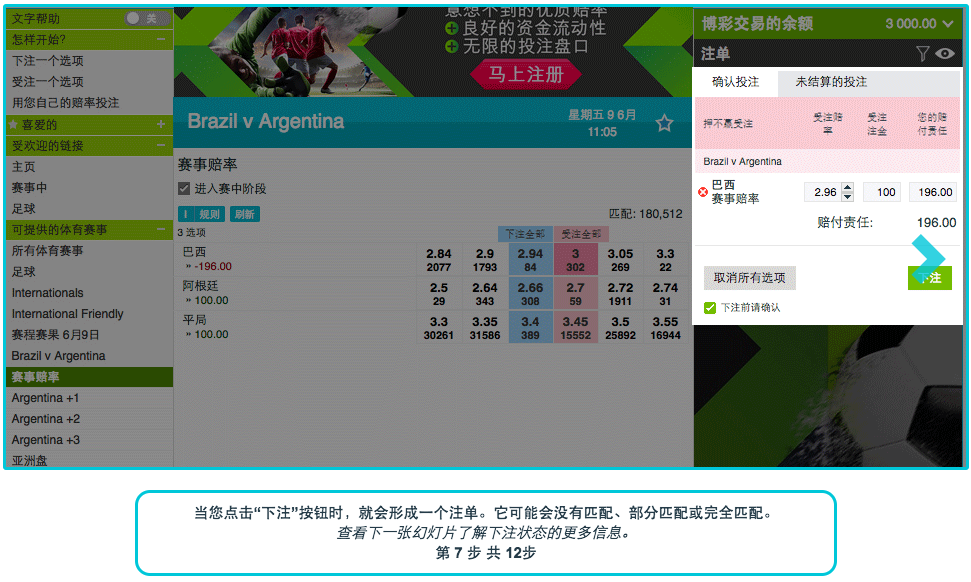 文字帮助 关
怎样开始? −
下注一个选项
受注一个选项
用您自己的赔率投注
喜爱的 +
受欢迎的链接 −
主页
赛事中
足球
可提供的体育赛事 −
所有体育赛事
足球
Internationals
International Friendly
赛程赛果 6月9日
Brazil v Argentina
赛事赔率
Argentina +1
Argentina +2
Argentina +3
亚洲盘
意想不到的优质赔率
良好的资金流动性
无限的投注盘口
马上注册
Brazil v Argentina
星期五 9 6月
11:05
赛事赔率
进入赛中阶段
规则 刷新
匹配: 180,512
3 选项 下注全部 受注全部
巴西 2.84 2.9 2.94 3 3.05 3.3
» -196.00 2077 1793 84 302 269 22
阿根廷 2.5 2.64 2.66 2.7 2.72 2.74
» 100.00 29 343 308 59 1911 31
平局 3.3 3.35 3.4 3.45 3.5 3.55
» 100.00 30261 31586 389 15552 25892 16944
博彩交易的余额 3 000.00
注单
确认投注 未结算的投注
押不赢受注 受注赔率 受注注金 您的赔付责任
Brazil v Argentina
巴西
赛事赔率 2.96 100 196.00
赔付责任: 196.00
取消所有选项 下注
下注前请确认
当您点击“下注”按钮时，就会形成一个注单。它可能会没有匹配、部分匹配或完全匹配。
查看下一张幻灯片了解下注状态的更多信息。
第 7 步 共 12步